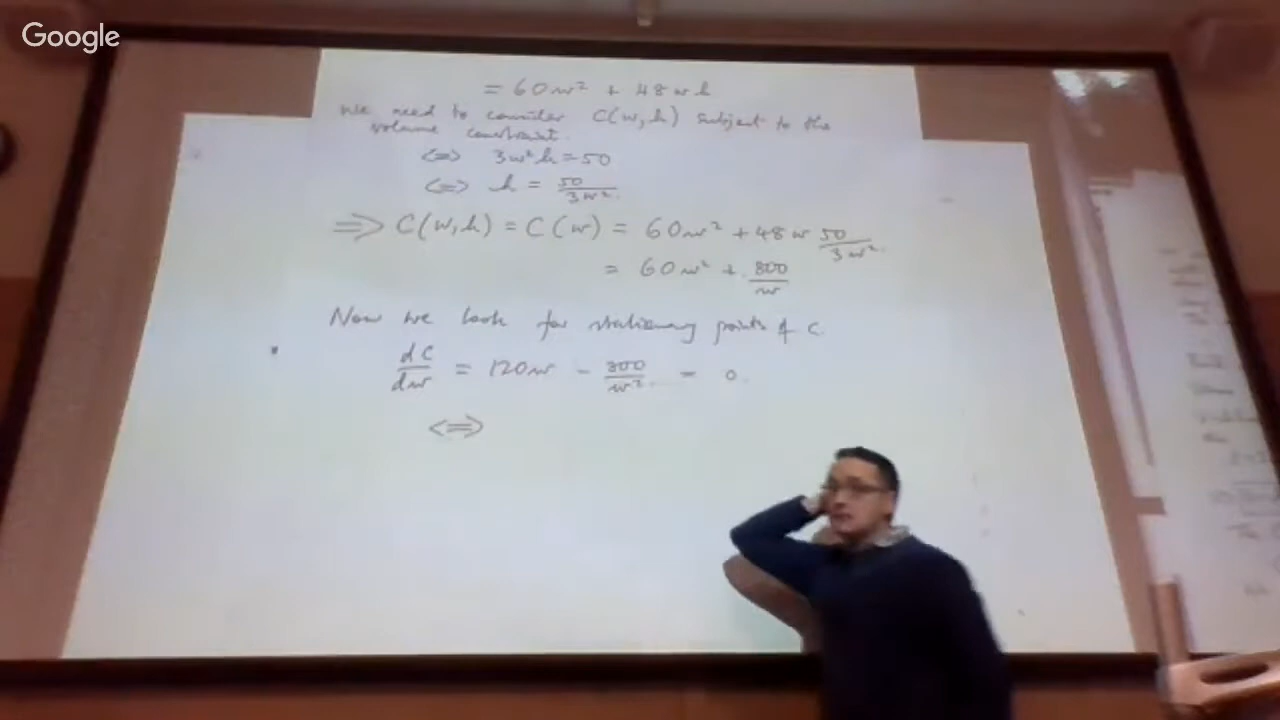 Google
= 60w² + 48wh
We need to consider C(w,h) subject to the
volume constraint.
<=> 3w²h = 50
<=> h = 50/3w².
=> C(w,h) = C(w) = 60w² + 48w 50/3w².
= 60w² + 800/w
Now we look for stationary points of C.
dC/dw = 120w - 800/w² = 0.
<=>